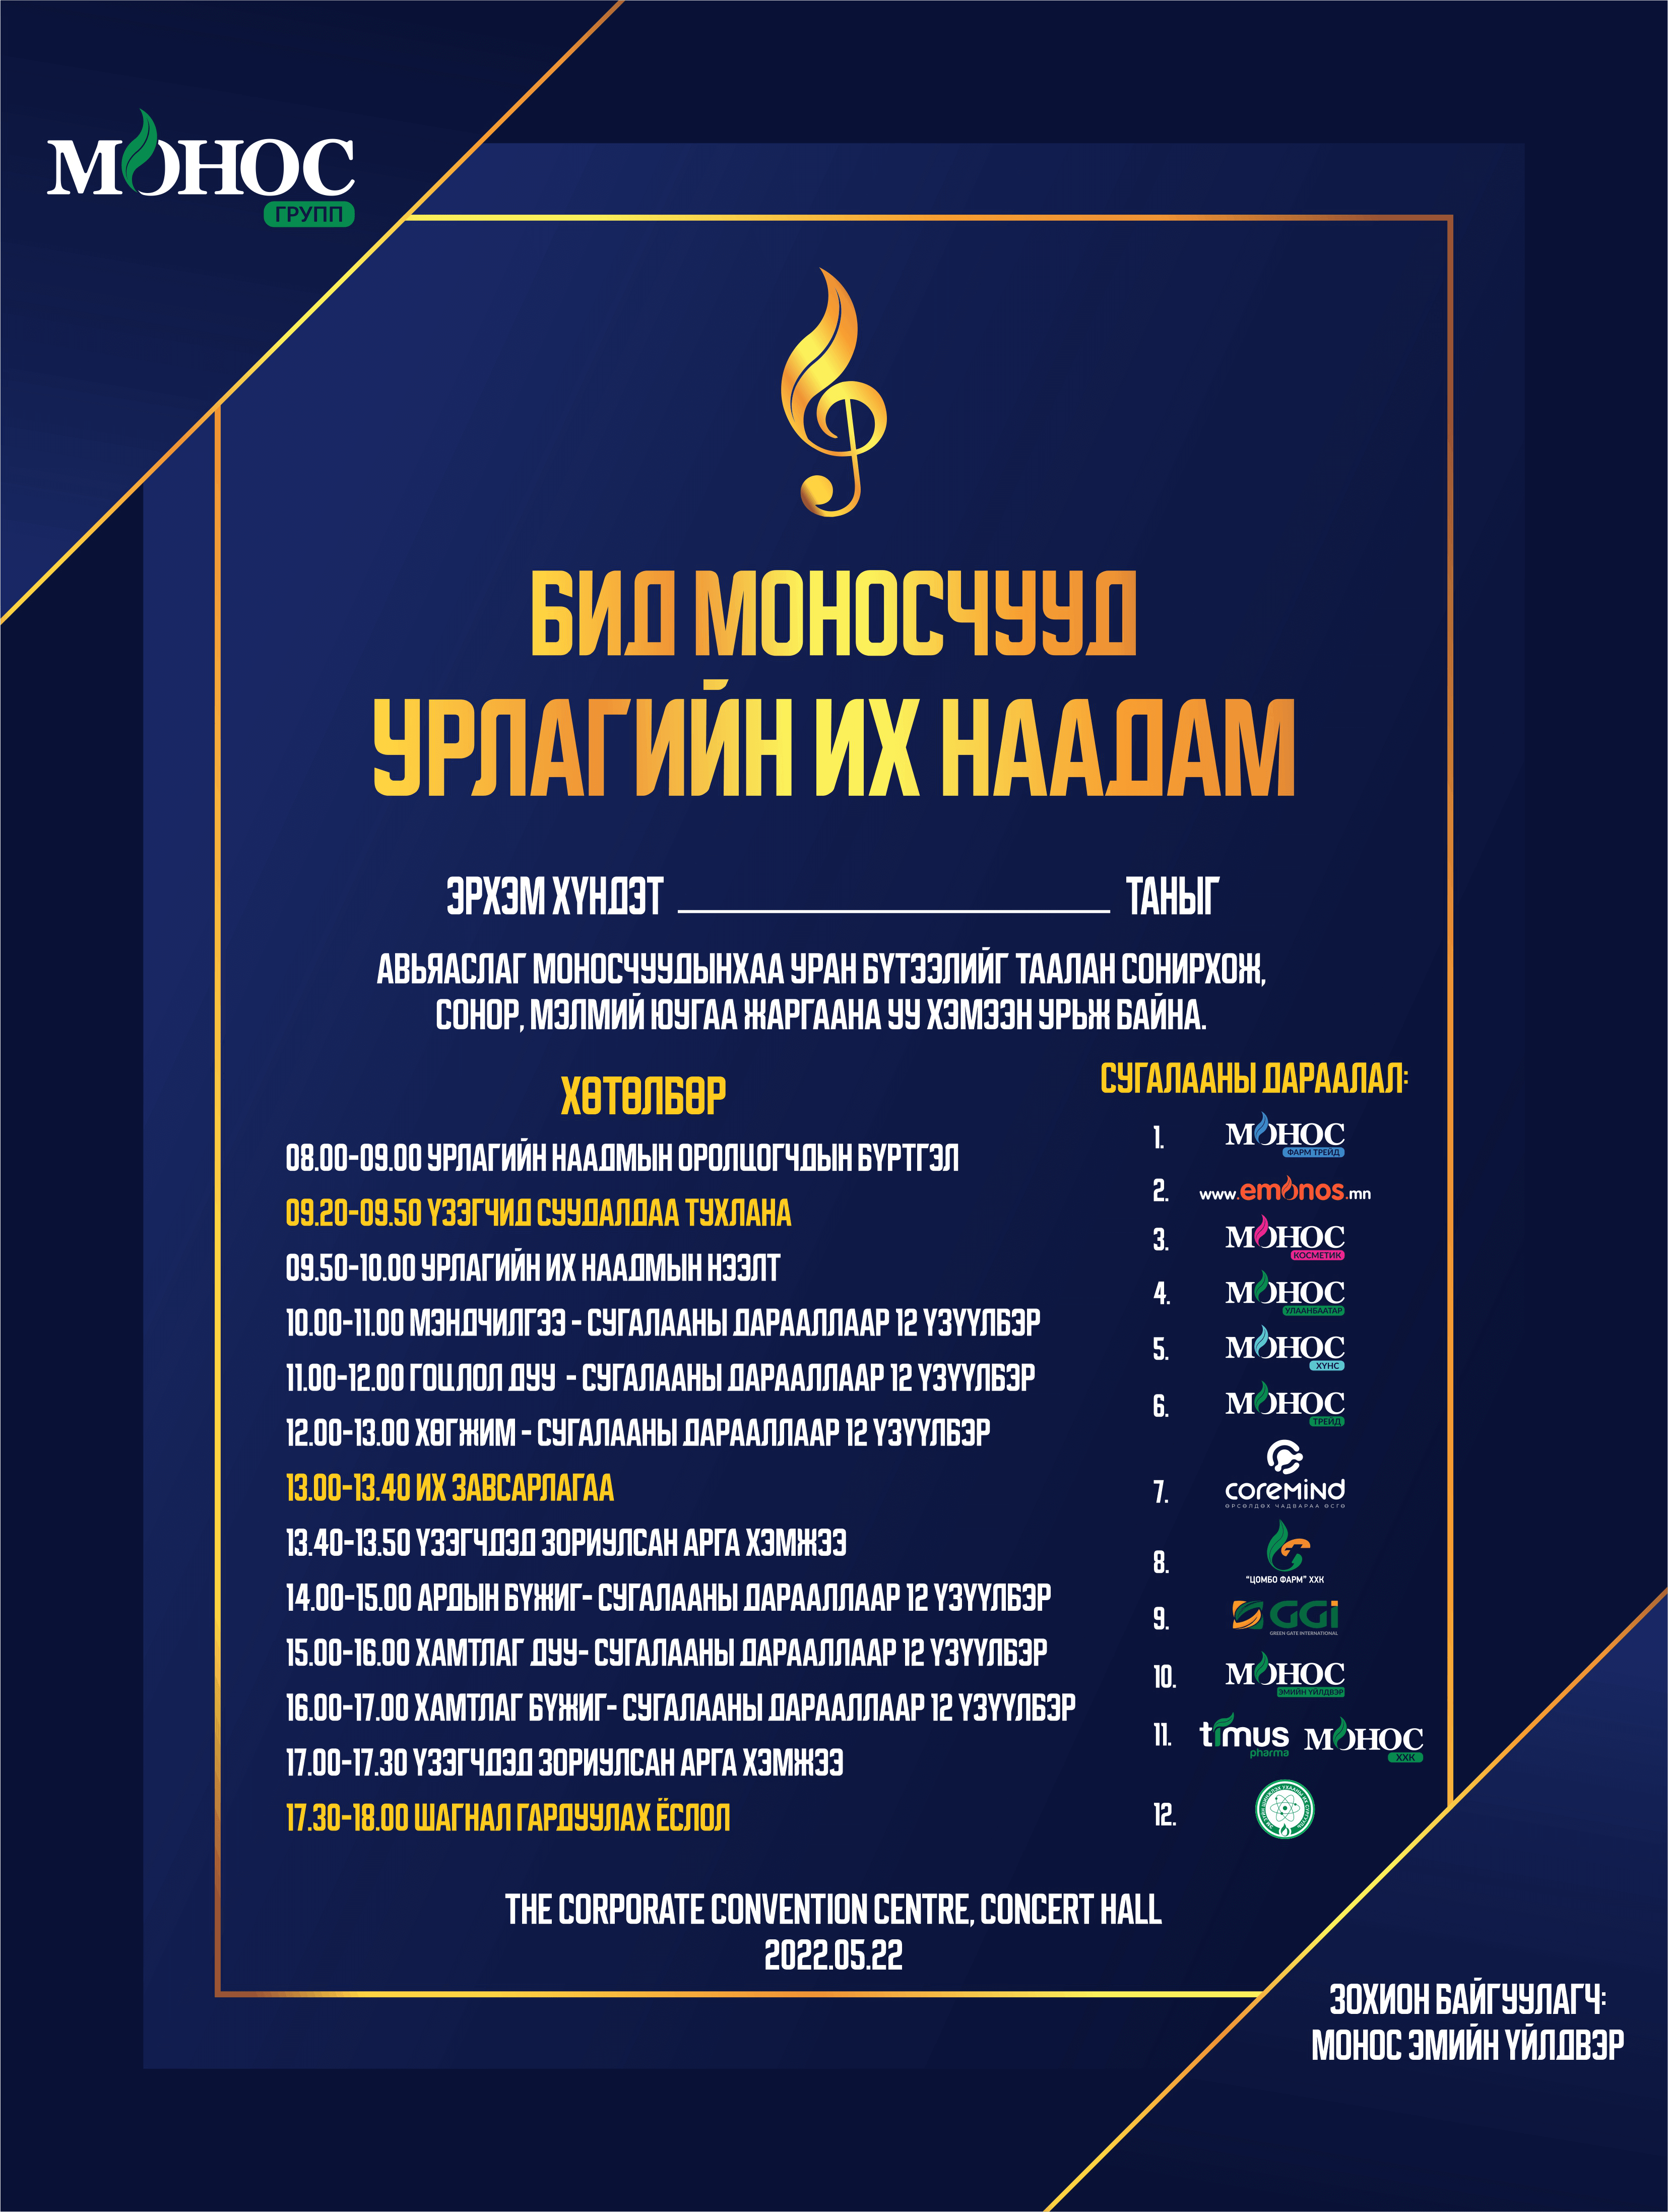 МОНОС
ГРУПП
БИД МОНОСЧУУД
УРЛАГИЙН ИХ НААДАМ
ЭРХЭМ ХҮНДЭТ ТАНЫГ
АВЬЯАСЛАГ МОНОСЧУУДЫНХАА УРАН БҮТЭЭЛИЙГ ТААЛАН СОНИРХОЖ,
СОНОР, МЭЛМИЙ ЮУГАА ЖАРГААНА УУ ХЭМЭЭН УРЬЖ БАЙНА.
ХӨТӨЛБӨР
08.00-09.00 УРЛАГИЙН НААДМЫН ОРОЛЦОГЧДЫН БҮРТГЭЛ
09.20-09.50 ҮЗЭГЧИД СУУДАЛДАА ТУХЛАНА
09.50-10.00 УРЛАГИЙН ИХ НААДМЫН НЭЭЛТ
10.00-11.00 МЭНДЧИЛГЭЭ - СУГАЛААНЫ ДАРААЛЛААР 12 ҮЗҮҮЛБЭР
11.00-12.00 ГОЦЛОЛ ДУУ - СУГАЛААНЫ ДАРААЛЛААР 12 ҮЗҮҮЛБЭР
12.00-13.00 ХӨГЖИМ - СУГАЛААНЫ ДАРААЛЛААР 12 ҮЗҮҮЛБЭР
13.00-13.40 ИХ ЗАВСАРЛАГАА
13.40-13.50 ҮЗЭГЧДЭД ЗОРИУЛСАН АРГА ХЭМЖЭЭ
14.00-15.00 АРДЫН БҮЖИГ- СУГАЛААНЫ ДАРААЛЛААР 12 ҮЗҮҮЛБЭР
15.00-16.00 ХАМТЛАГ ДУУ- СУГАЛААНЫ ДАРААЛЛААР 12 ҮЗҮҮЛБЭР
16.00-17.00 ХАМТЛАГ БҮЖИГ- СУГАЛААНЫ ДАРААЛЛААР 12 ҮЗҮҮЛБЭР
17.00-17.30 ҮЗЭГЧДЭД ЗОРИУЛСАН АРГА ХЭМЖЭЭ
17.30-18.00 ШАГНАЛ ГАРДУУЛАХ ЁСЛОЛ
СУГАЛААНЫ ДАРААЛАЛ:
1. МОНОС
ФАРМ ТРЕЙД
2. www.emonos.mn
3. МОНОС
КОСМЕТИК
4. МОНОС
УЛААНБААТАР
5. МОНОС
ХҮНС
6. МОНОС
ТРЕЙД
7. coremind
ӨРСӨЛДӨХ ЧАДВАРАА ӨСГӨ
8.
"ЦОМБО ФАРМ" ХХК
9. GGi
GREEN GATE INTERNATIONAL
10. МОНОС
ЭМИЙН ҮЙЛДВЭР
11. timus pharma МОНОС
ХХК
12.
THE CORPORATE CONVENTION CENTRE, CONCERT HALL
2022.05.22
ЗОХИОН БАЙГУУЛАГЧ:
МОНОС ЭМИЙН ҮЙЛДВЭР